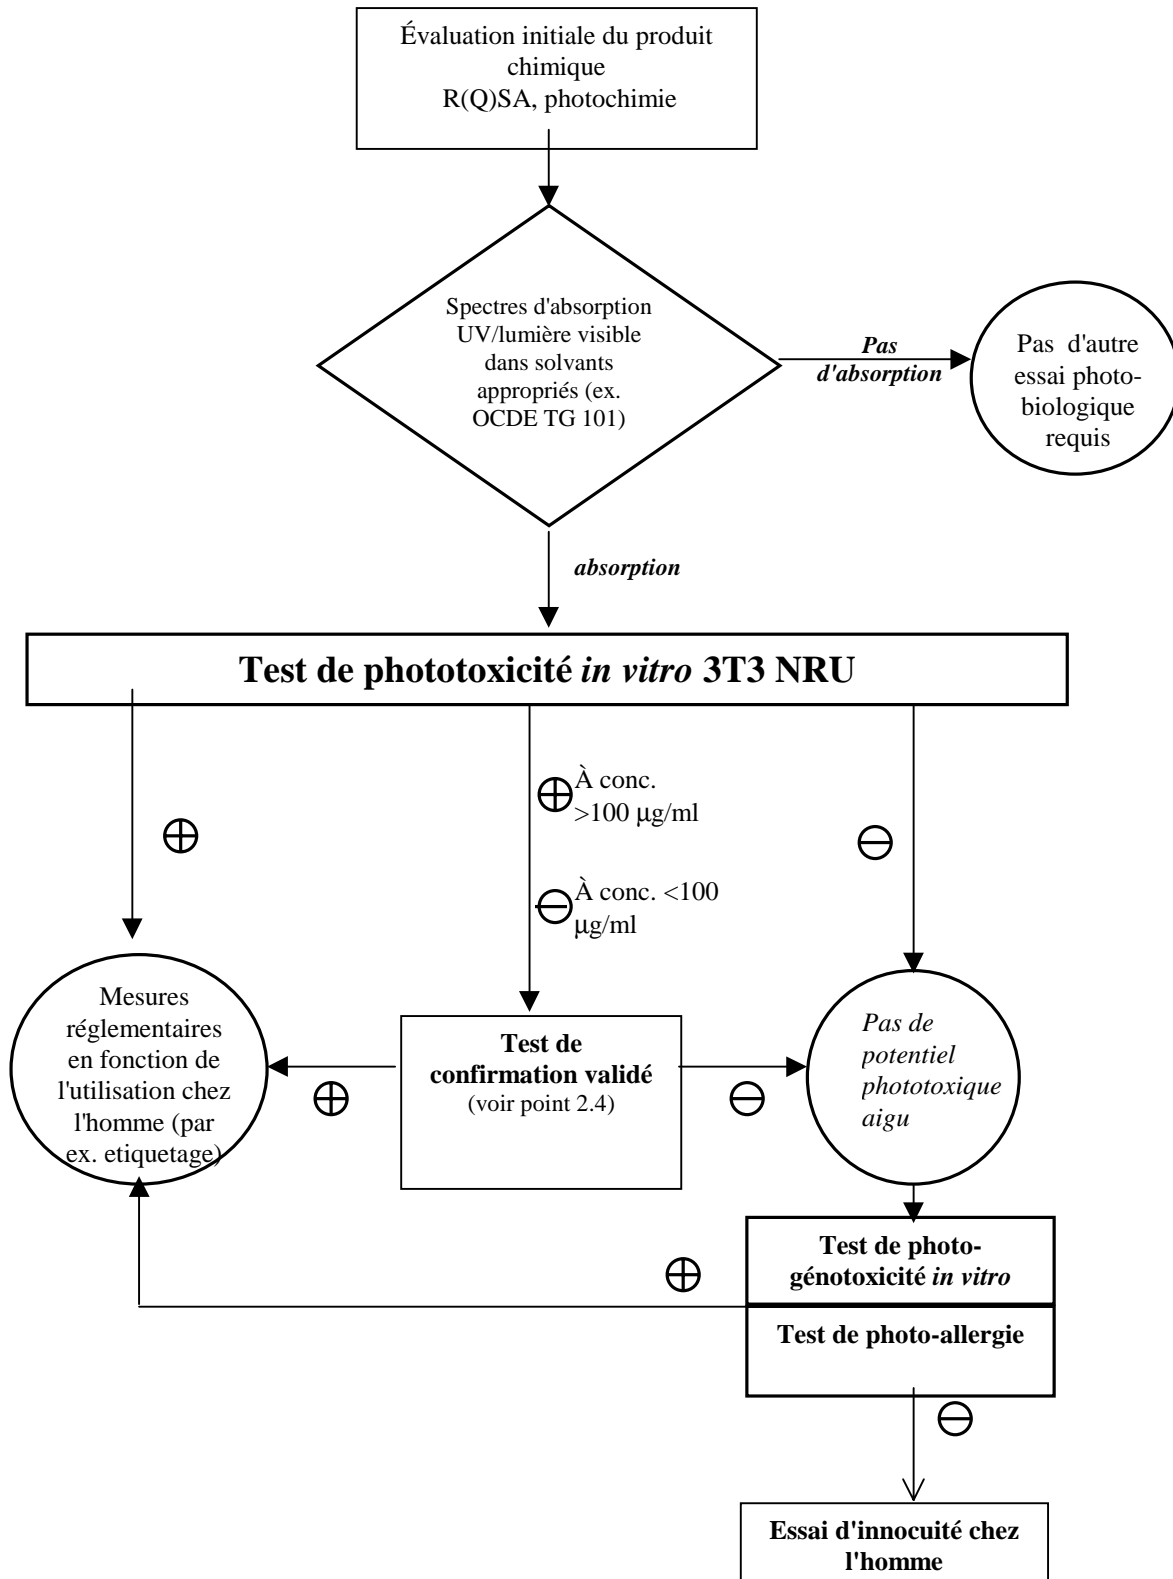 Évaluation initiale du produit
chimique
R(Q)SA, photochimie
Spectres d'absorption
UV/lumière visible
dans solvants
appropriés (ex.
OCDE TG 101)
Pas
d'absorption
Pas d'autre
essai photo-
biologique
requis
absorption
Test de phototoxicité in vitro 3T3 NRU
À conc.
>100 µg/ml
À conc. <100
µg/ml
Mesures
réglementaires
en fonction de
l'utilisation chez
l'homme (par
ex. etiquetage)
Test de
confirmation validé
(voir point 2.4)
Pas de
potentiel
phototoxique
aigu
Test de photo-
génotoxicité in vitro
Test de photo-allergie
Essai d'innocuité chez
l'homme